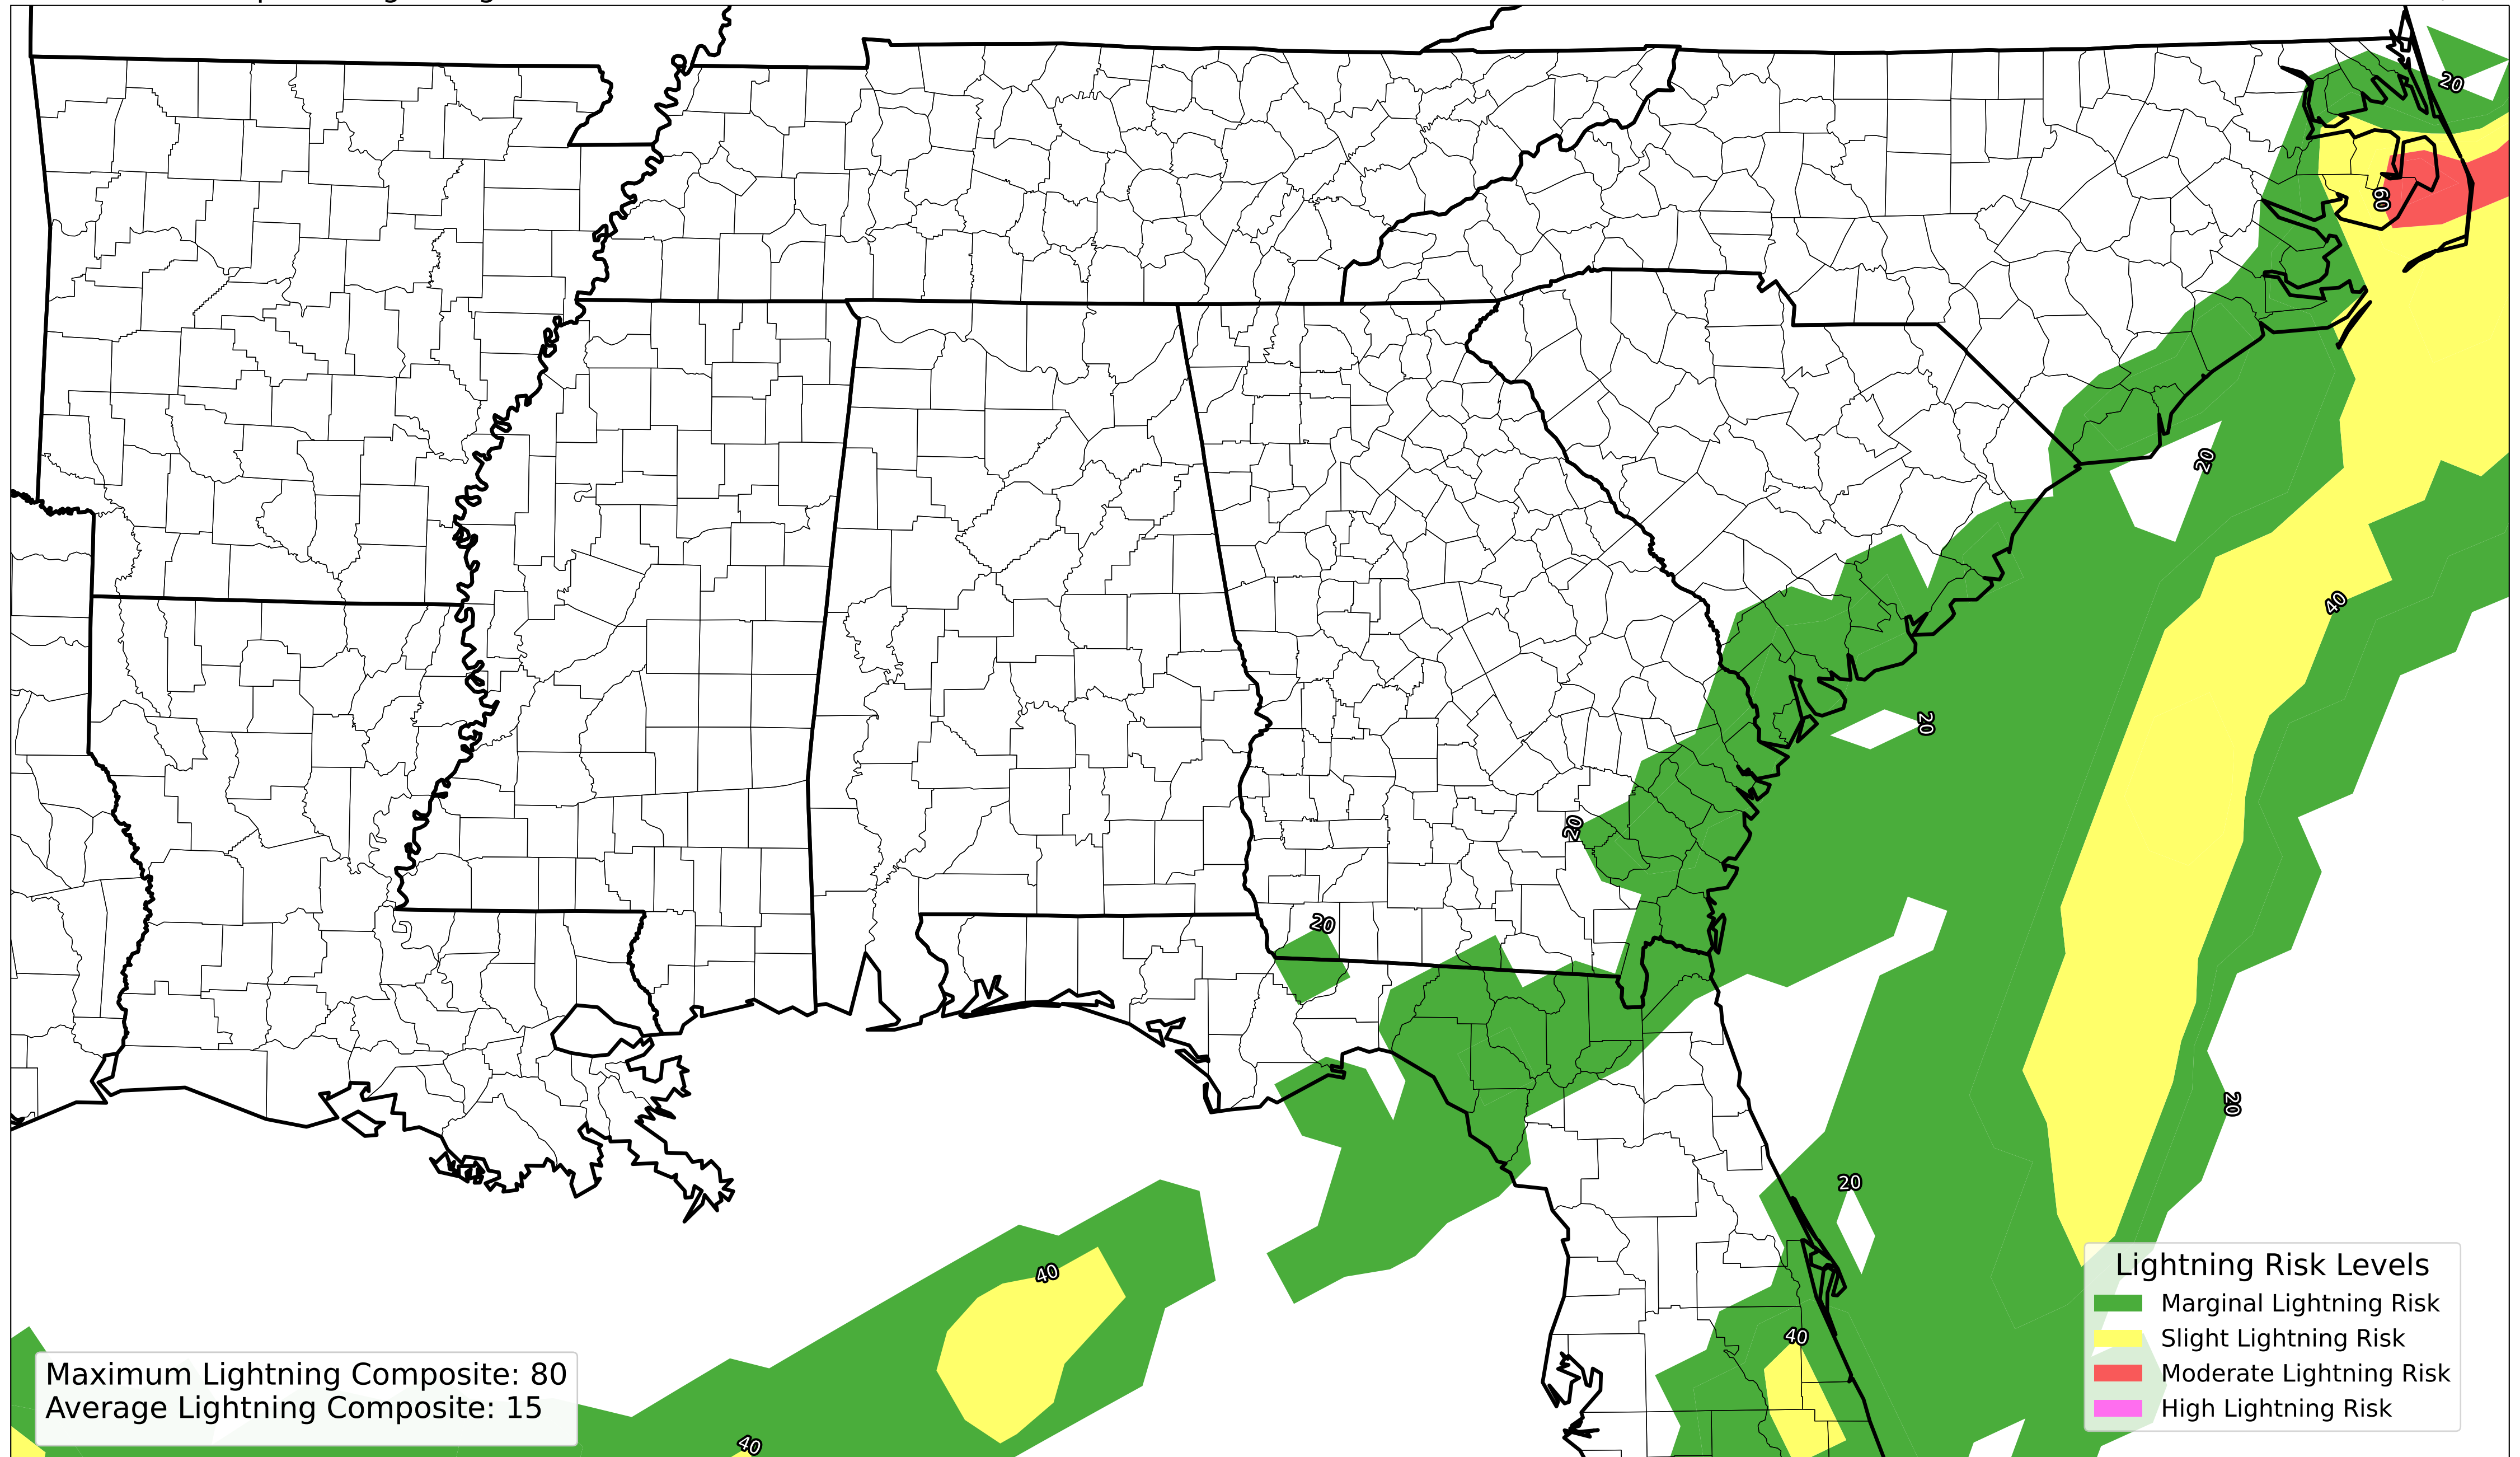 20
60
20
40
20
20
20
20
20
40
40
40
Lightning Risk Levels
Marginal Lightning Risk
Slight Lightning Risk
Moderate Lightning Risk
High Lightning Risk
Maximum Lightning Composite: 80
Average Lightning Composite: 15